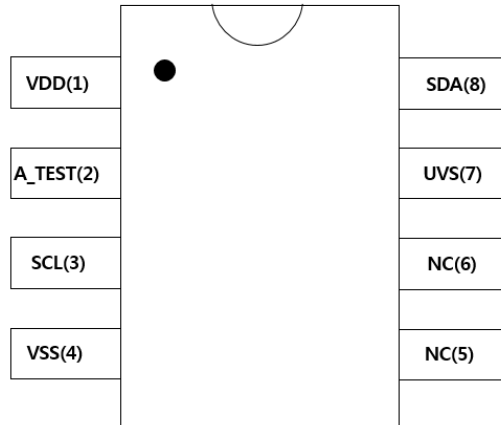 VDD(1)
SDA(8)
A_TEST(2)
UVS(7)
SCL(3)
NC(6)
VSS(4)
NC(5)